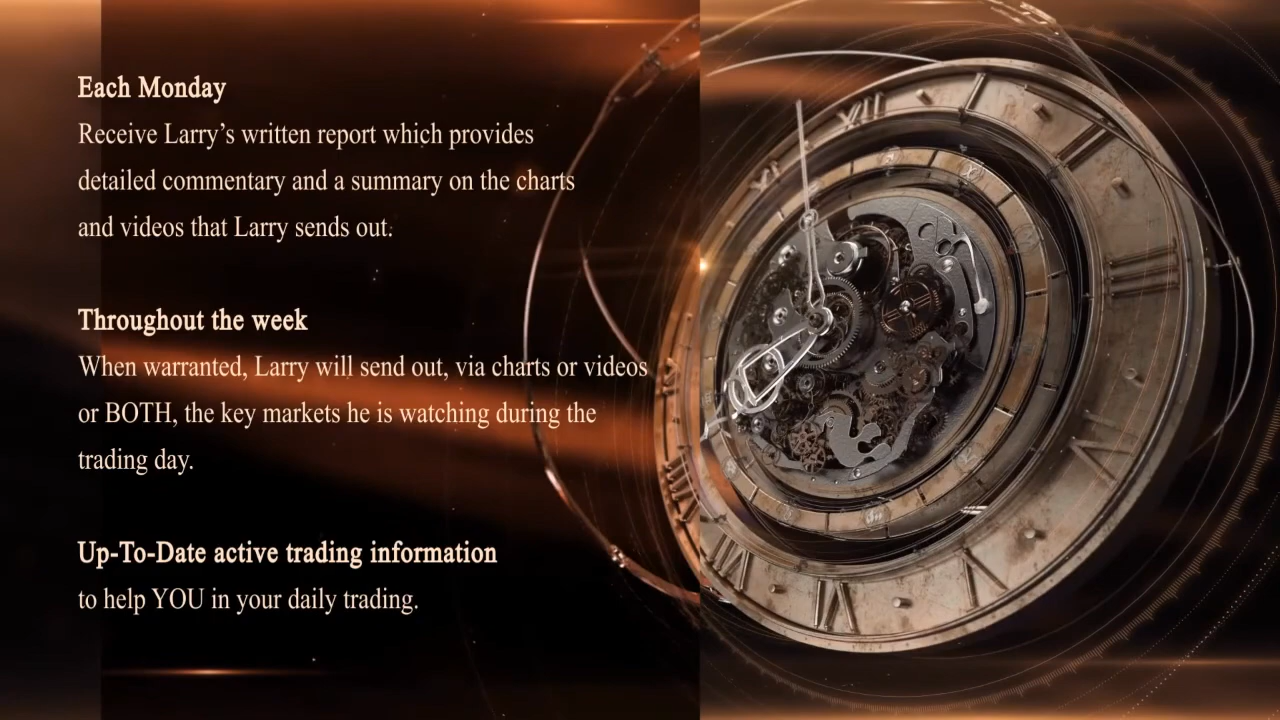 Each Monday
Receive Larry’s written report which provides
detailed commentary and a summary on the charts
and videos that Larry sends out.
Throughout the week
When warranted, Larry will send out, via charts or videos
or BOTH, the key markets he is watching during the
trading day.
Up-To-Date active trading information
to help YOU in your daily trading.